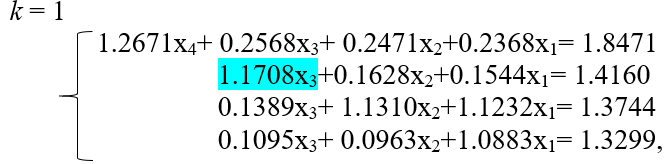 k = 1
1.2671x₄+ 0.2568x₃+ 0.2471x₂+0.2368x₁= 1.8471
1.1708x₃+0.1628x₂+0.1544x₁= 1.4160
0.1389x₃+ 1.1310x₂+1.1232x₁= 1.3744
0.1095x₃+ 0.0963x₂+1.0883x₁= 1.3299,